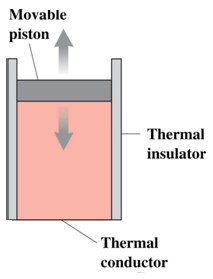 Movable
piston
Thermal
insulator
Thermal
conductor